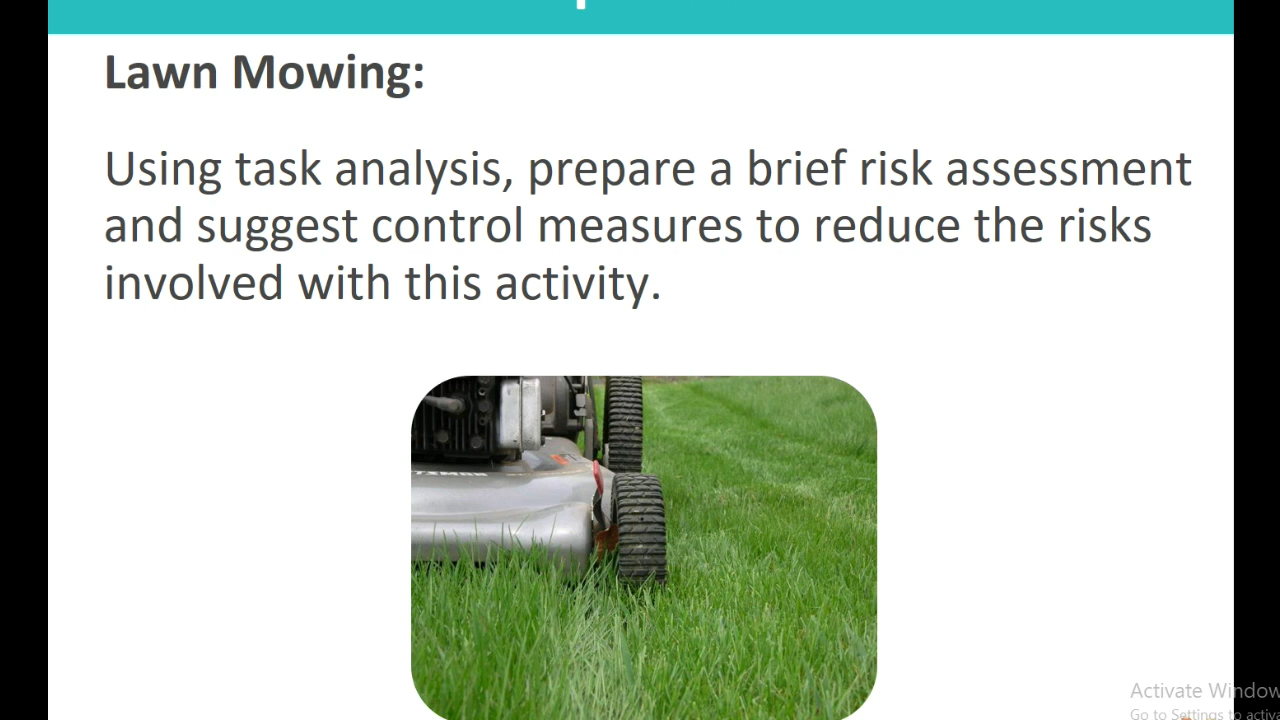 Lawn Mowing:
Using task analysis, prepare a brief risk assessment
and suggest control measures to reduce the risks
involved with this activity.
Activate Window
Go to Settings to activa